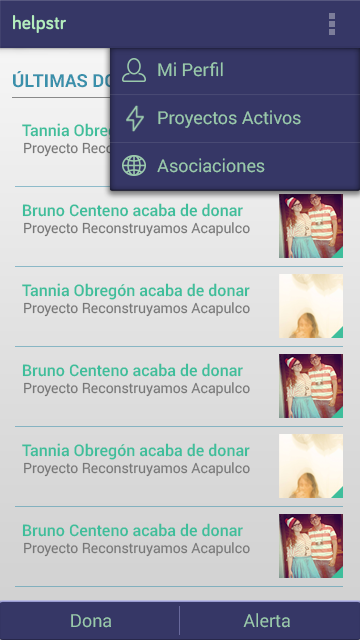 helpstr
Mi Perfil
ÚLTIMAS DO
Proyectos Activos
Tannia Obreg
Proyecto Rec
Asociaciones
Bruno Centeno acaba de donar
Proyecto Reconstruyamos Acapulco
Tannia Obregón acaba de donar
Proyecto Reconstruyamos Acapulco
Bruno Centeno acaba de donar
Proyecto Reconstruyamos Acapulco
Tannia Obregón acaba de donar
Proyecto Reconstruyamos Acapulco
Bruno Centeno acaba de donar
Proyecto Reconstruyamos Acapulco
Dona
Alerta